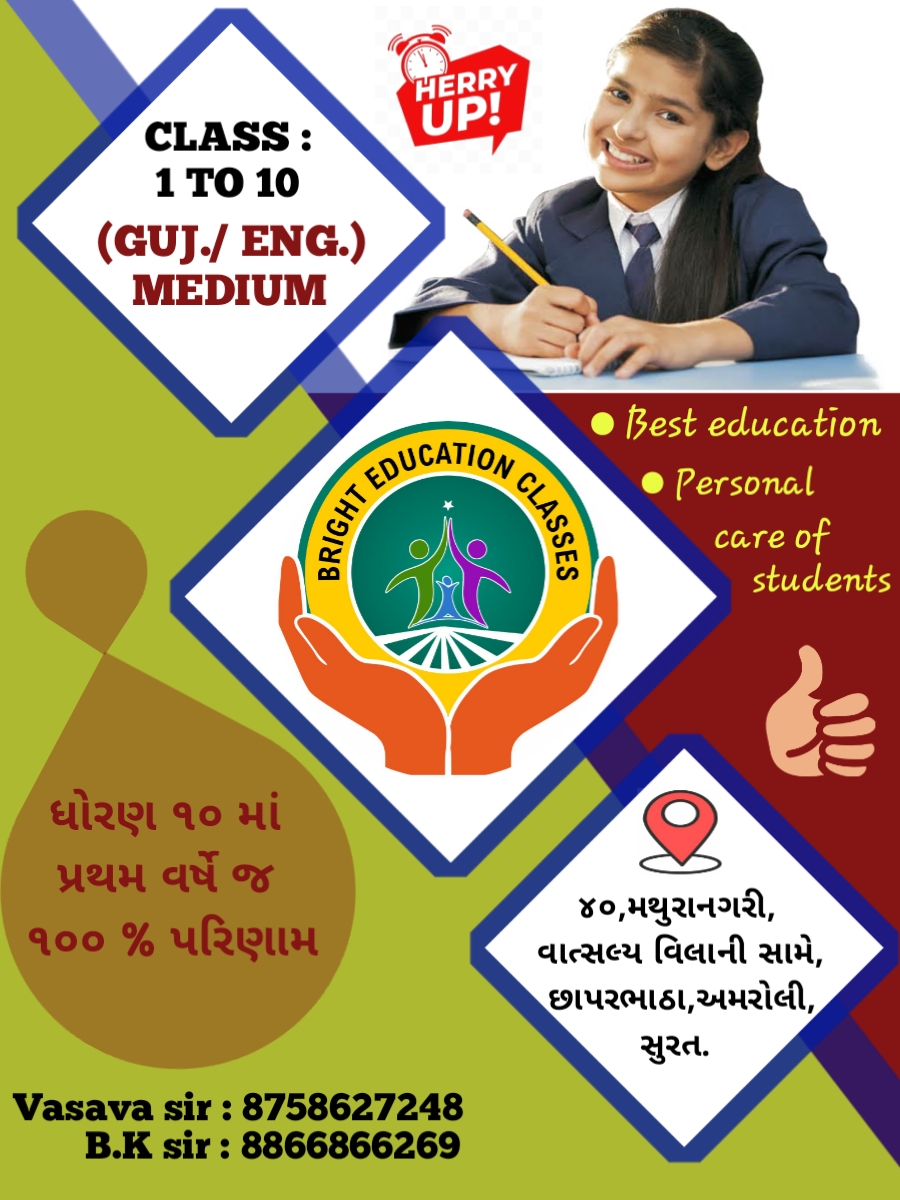 CLASS :
1 TO 10
(GUJ./ ENG.)
MEDIUM
HERRY
UP!
BRIGHT EDUCATION CLASSES
Best education
Personal
care of
students
ધોરણ ૧૦ માં
પ્રથમ વર્ષે જ
૧૦૦ % પરિણામ
૪૦,મથુરાનગરી,
વાત્સલ્ય વિલાની સામે,
છાપરભાઠા,અમરોલી,
સુરત.
Vasava sir : 8758627248
B.K sir : 8866866269